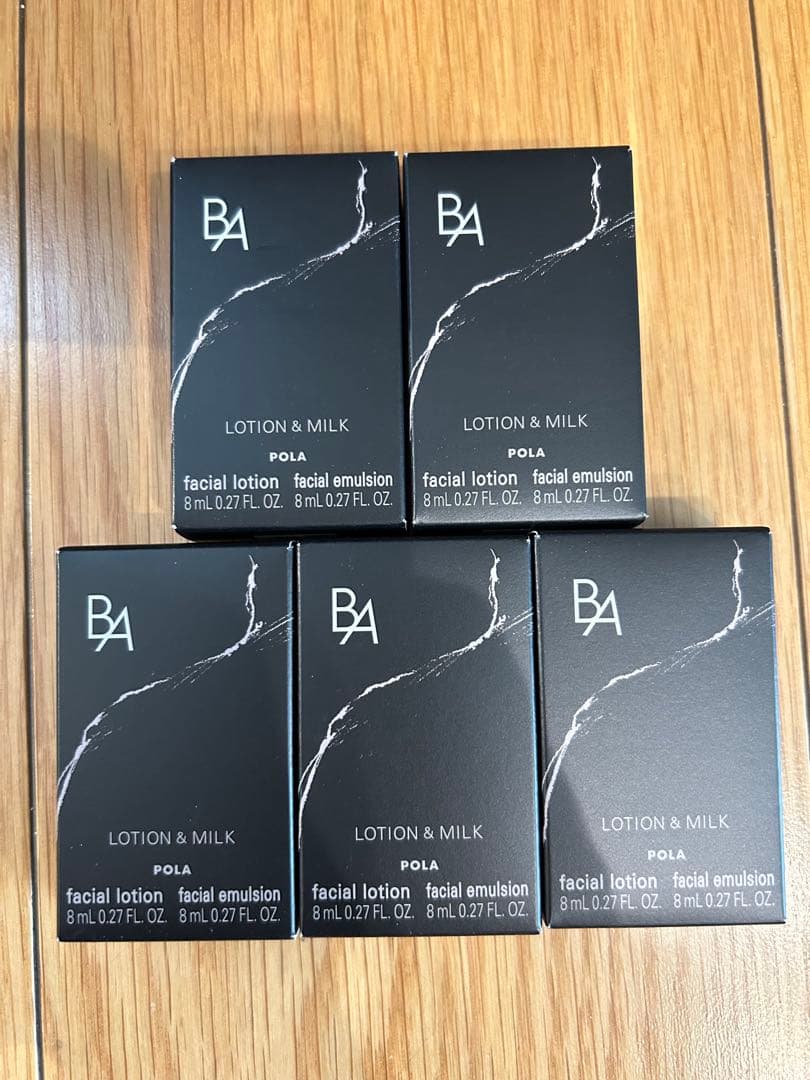 BA
LOTION & MILK
POLA
facial lotion facial emulsion
8 mL 0.27 FL. OZ. 8 mL 0.27 FL. OZ.
BA
LOTION & MILK
POLA
facial lotion facial emulsion
8 mL 0.27 FL. OZ. 8 mL 0.27 FL. OZ.
BA
LOTION & MILK
POLA
facial lotion facial emulsion
8 mL 0.27 FL. OZ. 8 mL 0.27 FL. OZ.
BA
LOTION & MILK
POLA
facial lotion facial emulsion
8 mL 0.27 FL. OZ. 8 mL 0.27 FL. OZ.
BA
LOTION & MILK
POLA
facial lotion facial emulsion
8 mL 0.27 FL. OZ. 8 mL 0.27 FL. OZ.